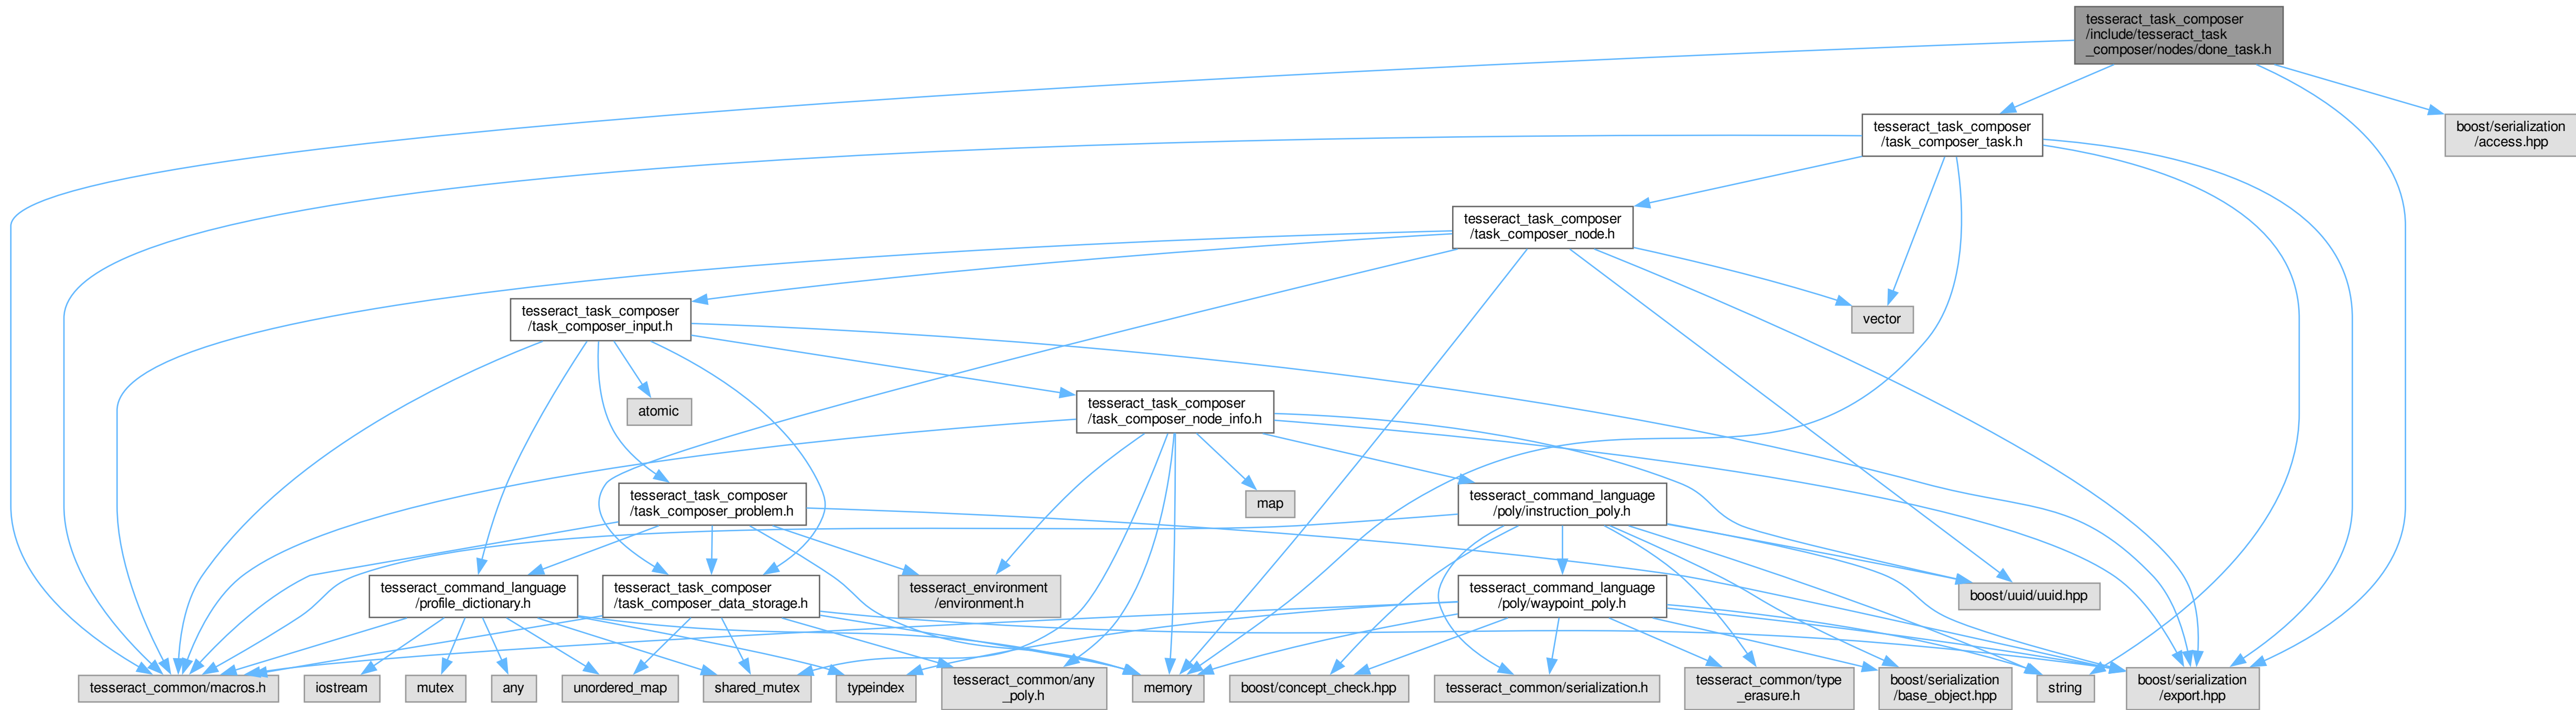 tesseract_task_composer
/include/tesseract_task
_composer/nodes/done_task.h
tesseract_task_composer
/task_composer_task.h
boost/serialization
/access.hpp
tesseract_task_composer
/task_composer_node.h
tesseract_task_composer
/task_composer_input.h
vector
atomic
tesseract_task_composer
/task_composer_node_info.h
tesseract_task_composer
/task_composer_problem.h
map
tesseract_command_language
/poly/instruction_poly.h
tesseract_command_language
/profile_dictionary.h
tesseract_task_composer
/task_composer_data_storage.h
tesseract_environment
/environment.h
tesseract_command_language
/poly/waypoint_poly.h
boost/uuid/uuid.hpp
tesseract_common/macros.h
iostream
mutex
any
unordered_map
shared_mutex
typeindex
tesseract_common/any
_poly.h
memory
boost/concept_check.hpp
tesseract_common/serialization.h
tesseract_common/type
_erasure.h
boost/serialization
/base_object.hpp
string
boost/serialization
/export.hpp